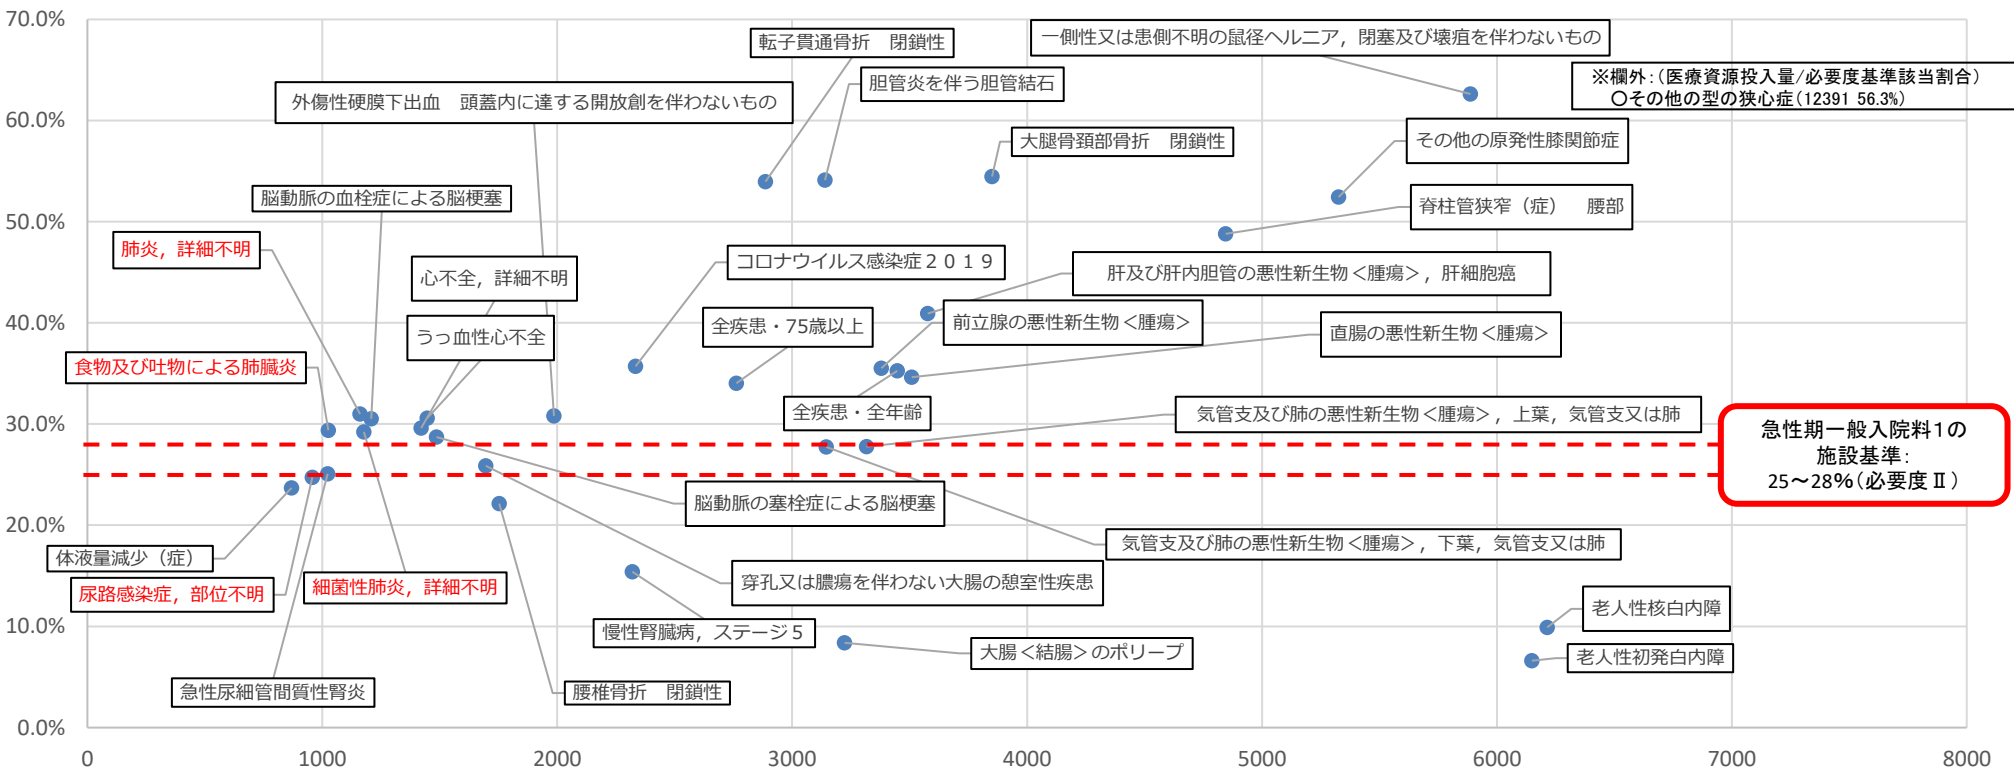 70.0%
60.0%
50.0%
40.0%
30.0%
20.0%
10.0%
0.0%
0
1000
2000
3000
4000
5000
6000
7000
8000
転子貫通骨折　閉鎖性
一側性又は患側不明の鼠径ヘルニア，閉塞及び壊疽を伴わないもの
※欄外：（医療資源投入量/必要度基準該当割合）
〇その他の型の狭心症（12391 56.3%）
外傷性硬膜下出血　頭蓋内に達する開放創を伴わないもの
胆管炎を伴う胆管結石
大腿骨頚部骨折　閉鎖性
その他の原発性膝関節症
脳動脈の血栓症による脳梗塞
脊柱管狭窄（症）　腰部
肺炎，詳細不明
心不全，詳細不明
コロナウイルス感染症２０１９
肝及び肝内胆管の悪性新生物＜腫瘍＞，肝細胞癌
うっ血性心不全
全疾患・75歳以上
前立腺の悪性新生物＜腫瘍＞
直腸の悪性新生物＜腫瘍＞
食物及び吐物による肺臓炎
全疾患・全年齢
気管支及び肺の悪性新生物＜腫瘍＞，上葉，気管支又は肺
急性期一般入院料1の
施設基準：
25～28%（必要度Ⅱ）
脳動脈の塞栓症による脳梗塞
体液量減少（症）
気管支及び肺の悪性新生物＜腫瘍＞，下葉，気管支又は肺
尿路感染症，部位不明
細菌性肺炎，詳細不明
穿孔又は膿瘍を伴わない大腸の憩室性疾患
慢性腎臓病，ステージ５
大腸＜結腸＞のポリープ
老人性核白内障
老人性初発白内障
急性尿細管間質性腎炎
腰椎骨折　閉鎖性